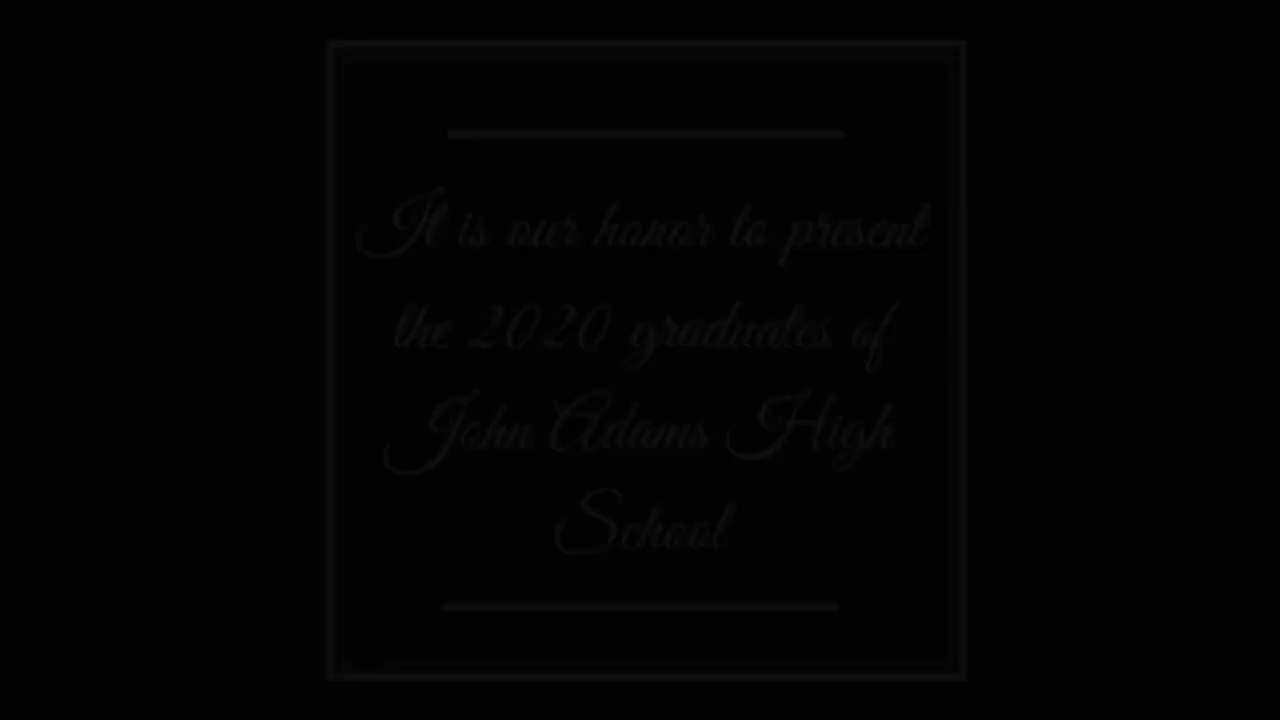 It is our honor to present
the 2020 graduates of
John Adams High
School